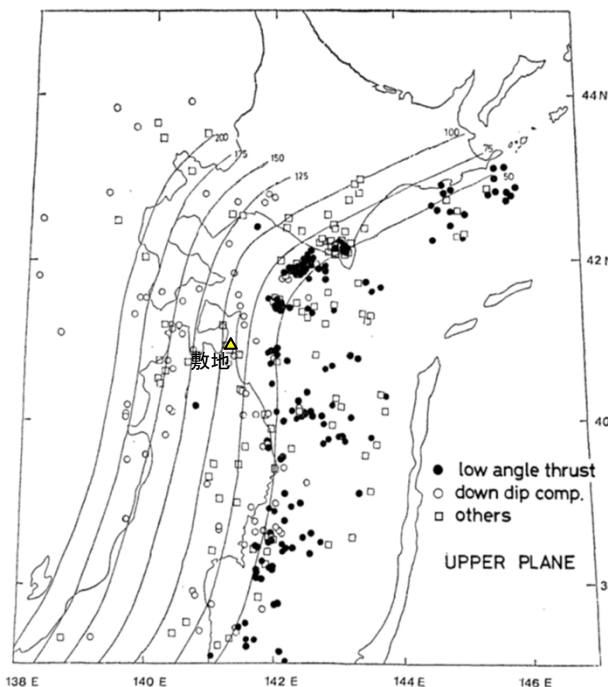 44N
200
175
150
125
100
75
50
42
敷地
40
● low angle thrust
○ down dip comp.
□ others
UPPER PLANE
3
138 E
140 E
142 E
144 E
146 E